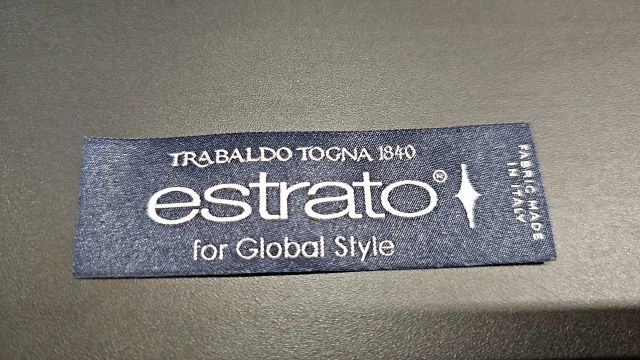 TRABALDO TOGNA 1840
estrato®
for Global Style
FABRIC MADE
IN ITALY